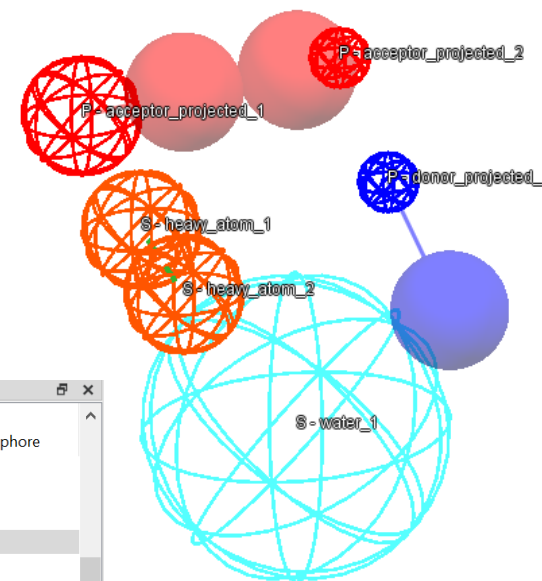 P - acceptor_projected_2
P - acceptor_projected_1
P - donor_projected_
S - heavy_atom_1
S - heavy_atom_2
S - water_1
phore